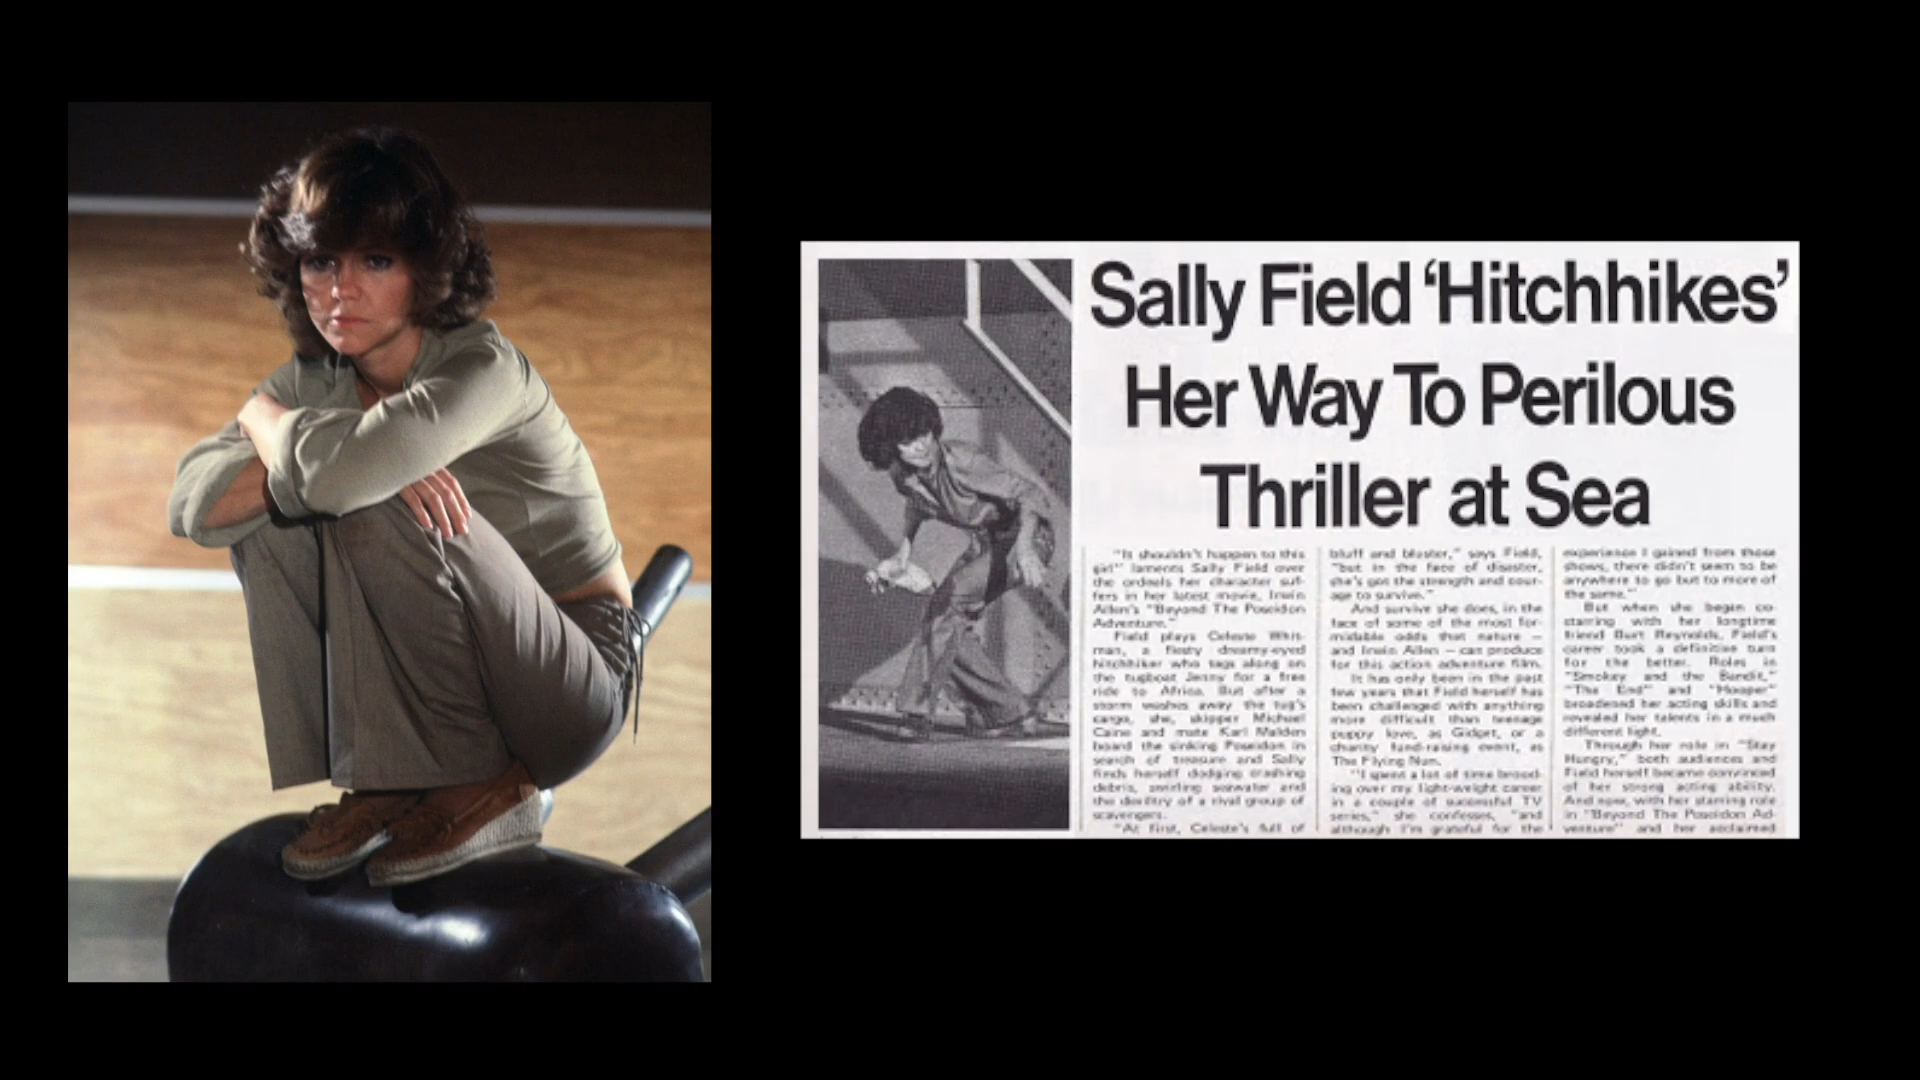 Sally Field ‘Hitchhikes’
Her Way To Perilous
Thriller at Sea
"It shouldn't happen to this
girl" laments Sally Field over
the ordeals her character suf-
fers in her latest movie, Irwin
Allen's "Beyond The Poseidon
Adventure."
Field plays Celeste Whit-
man, a fiesty dreamy-eyed
hitchhiker who tags along on
the tugboat Jenny for a free
ride to Africa. But after a
storm washes away the tug's
cargo, she, skipper Michael
Caine and mate Karl Malden
board the sinking Poseidon in
search of treasure and Sally
finds herself dodging crashing
debris, swirling seawater and
the deviltry of a rival group of
scavengers.
"At first, Celeste's full of
bluff and bluster," says Field,
"but in the face of disaster,
she's got the strength and cour-
age to survive."
And survive she does, in the
face of some of the most for-
midable odds that nature —
and Irwin Allen — can produce
for this action adventure film.
It has only been in the past
few years that Field herself has
been challenged with anything
more difficult than teenage
puppy love, as Gidget, or a
charity fund-raising event, as
The Flying Nun.
"I spent a lot of time brood-
ing over my light-weight career
in a couple of successful TV
series," she confesses, "and
although I'm grateful for the
experience I gained from those
shows, there didn't seem to be
anywhere to go but to more of
the same."
But when she began co-
starring with her longtime
friend Burt Reynolds, Field's
career took a definitive turn
for the better. Roles in
"Smokey and the Bandit,"
"The End" and "Hooper"
broadened her acting skills and
revealed her talents in a much
different light.
Through her role in "Stay
Hungry," both audiences and
Field herself became convinced
of her strong acting ability.
And now, with her starring role
in "Beyond The Poseidon Ad-
venture" and her acclaimed